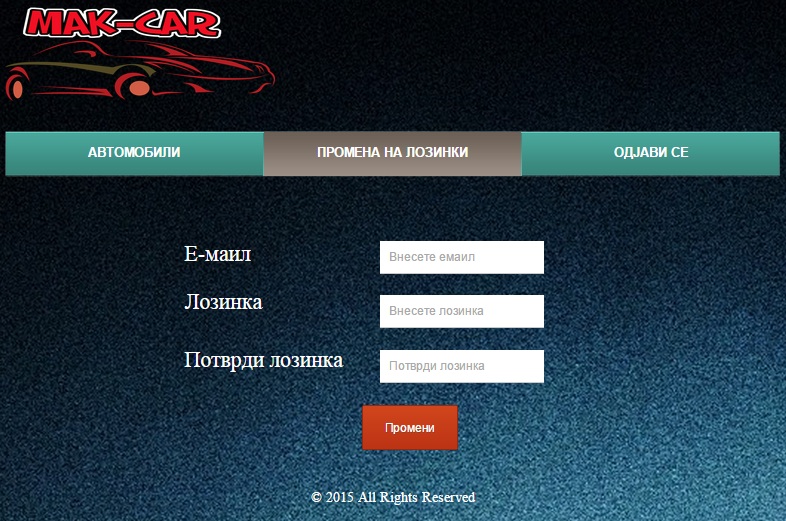 MAK-CAR
АВТОМОБИЛИ ПРОМЕНА НА ЛОЗИНКИ ОДЈАВИ СЕ
Е-маил Внесете емаил
Лозинка Внесете лозинка
Потврди лозинка Потврди лозинка
Промени
© 2015 All Rights Reserved